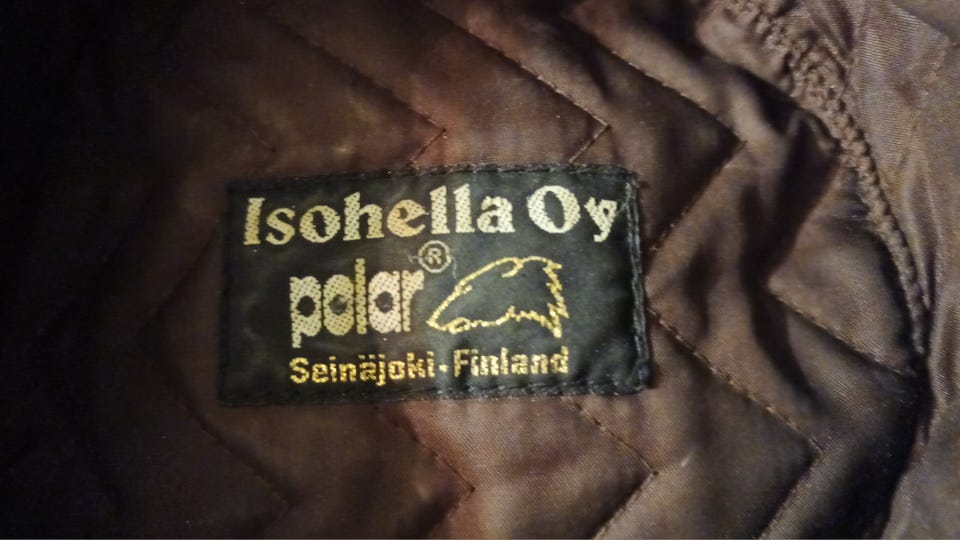 Isohella Oy
polar®
Seinäjoki - Finland